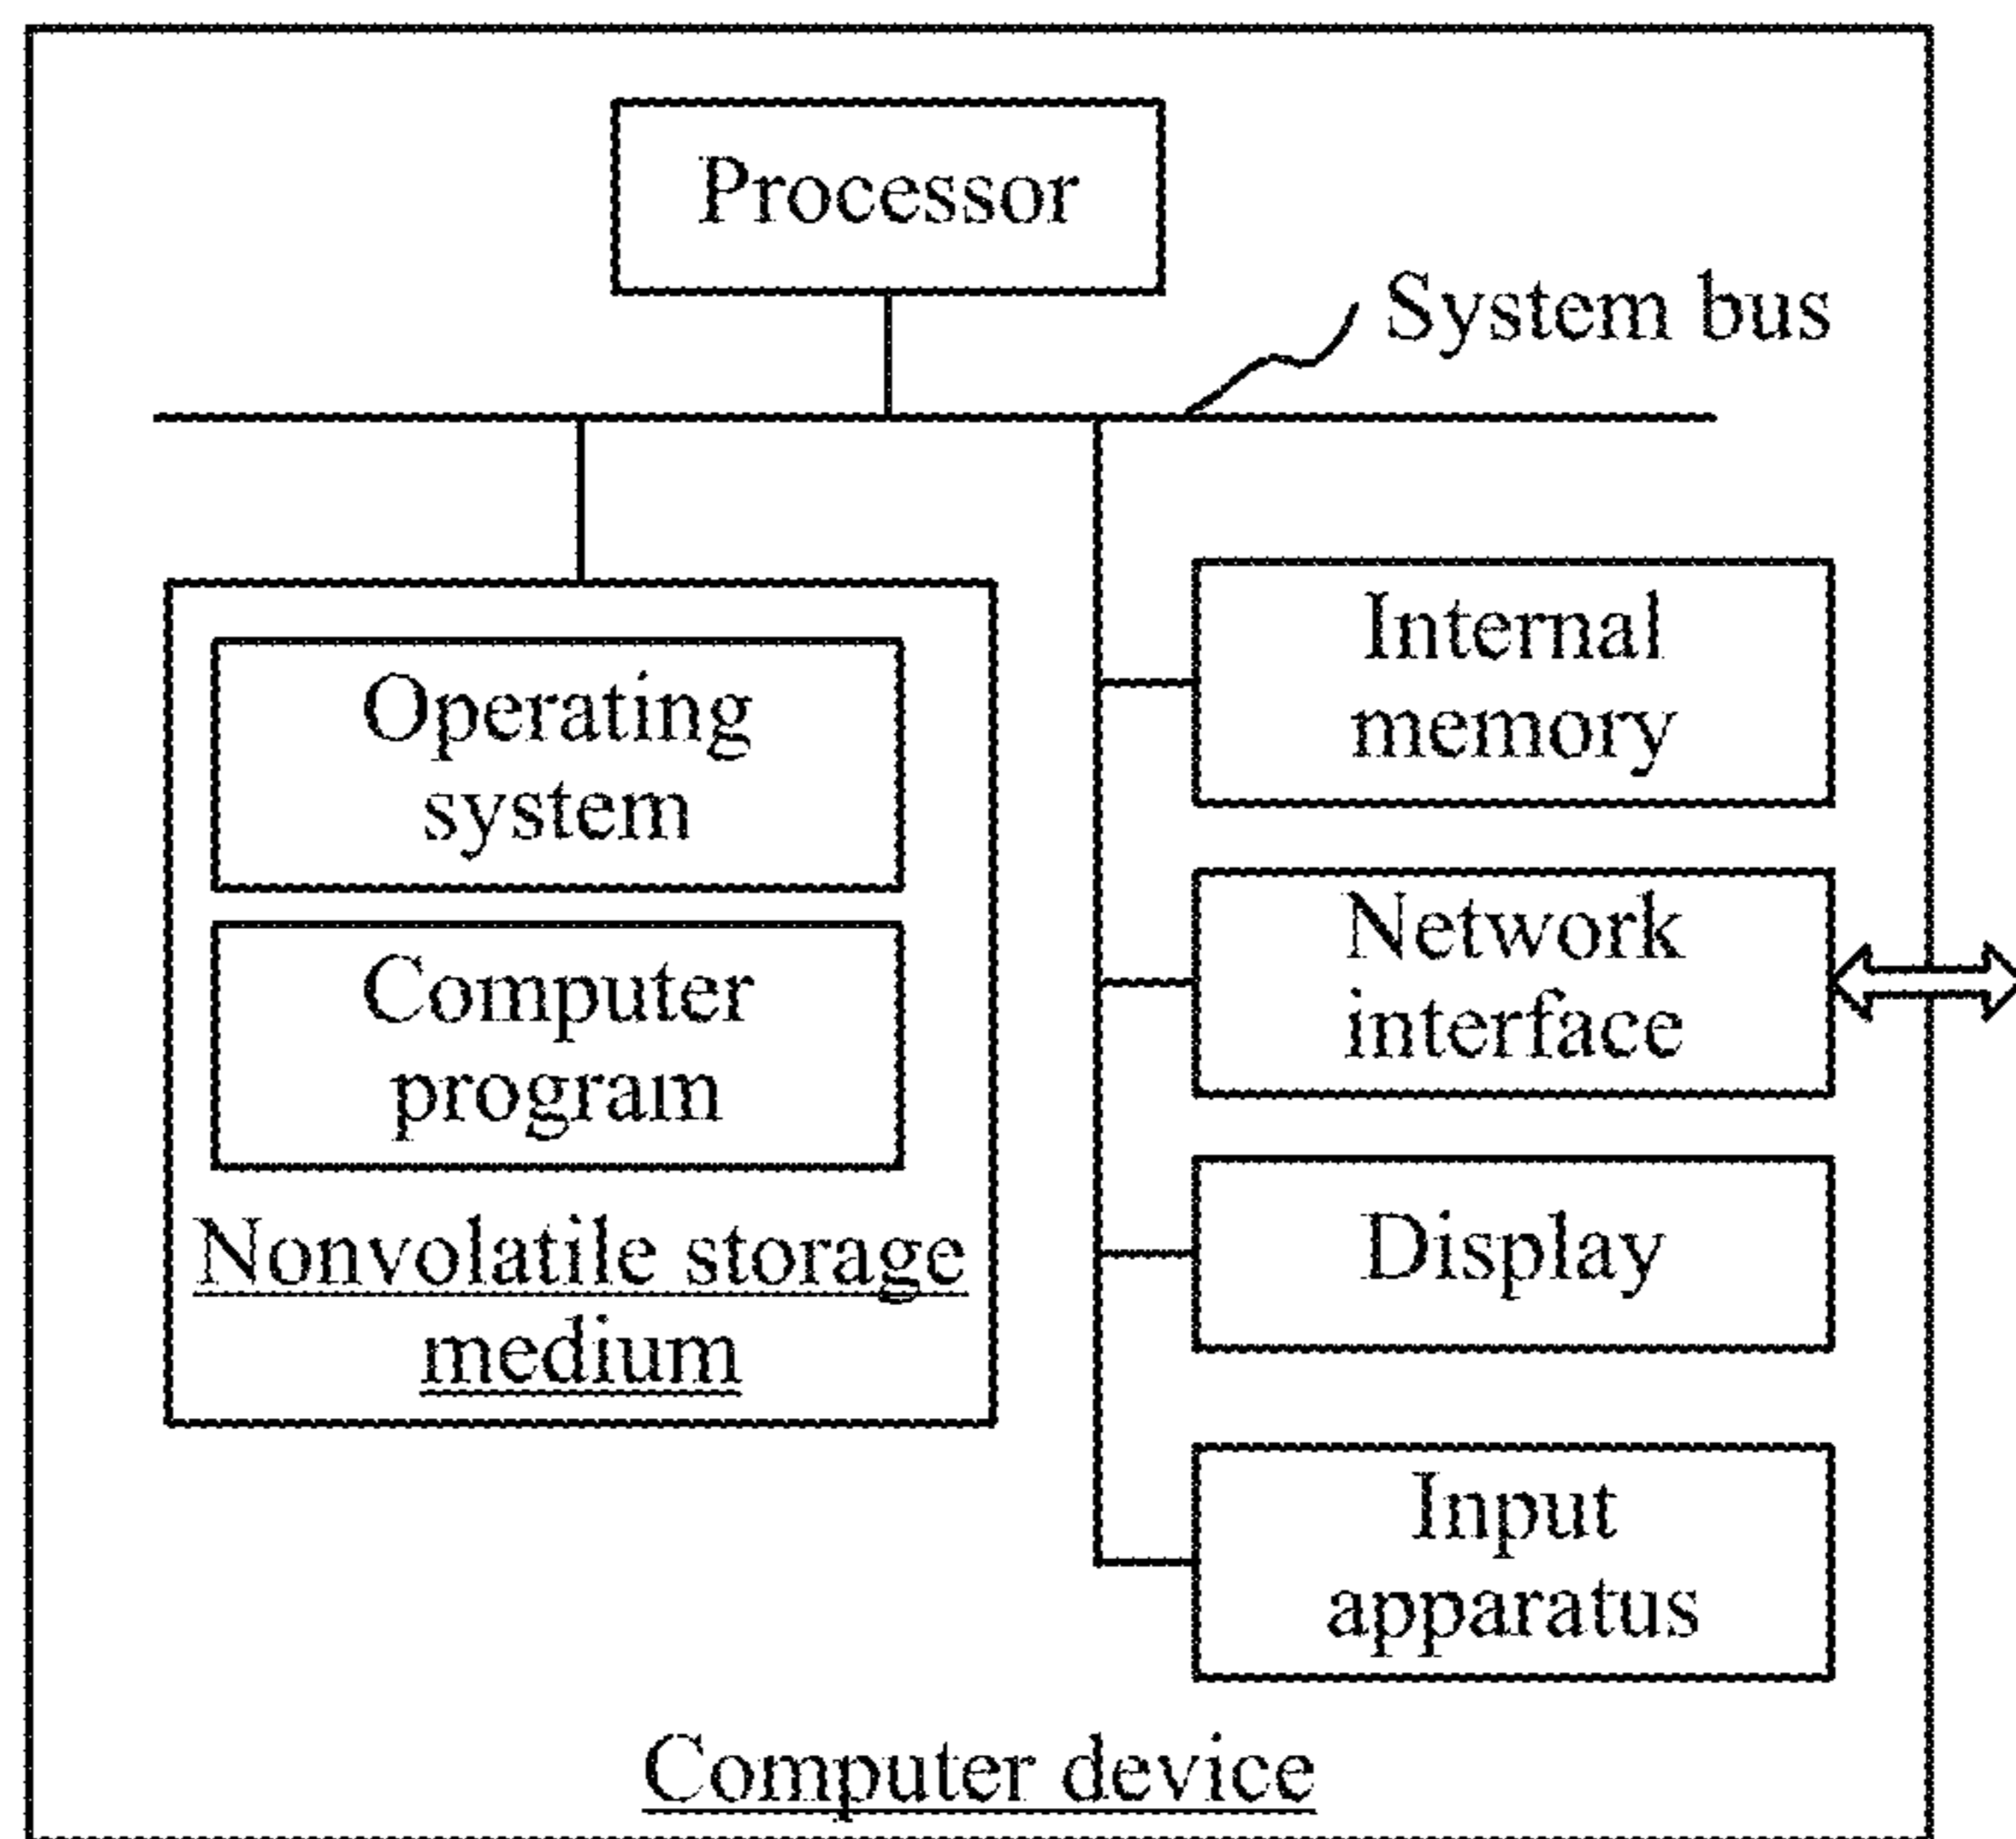 Processor
System bus
Operating
system
Computer
program
Nonvolatile storage
medium
Internal
memory
Network
interface
Display
Input
apparatus
Computer device